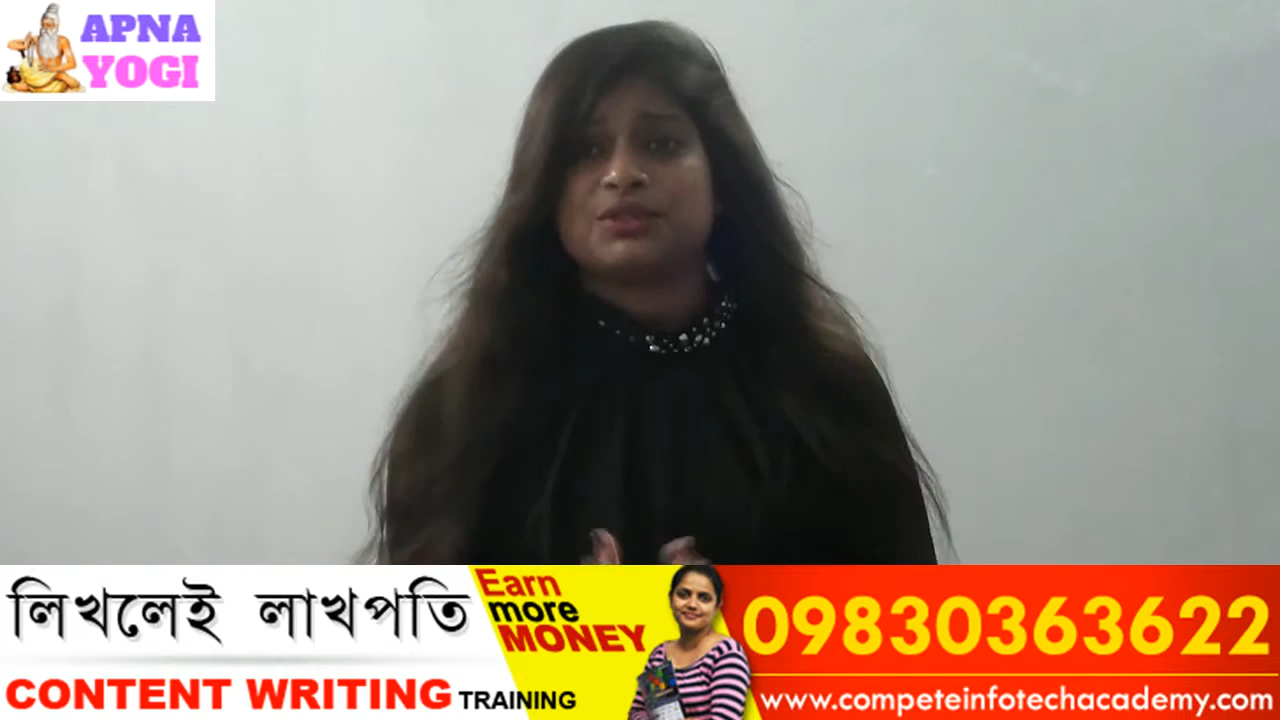 APNA
YOGI
লিখলেই লাখপতি
CONTENT WRITING TRAINING
Earn
more
MONEY
09830363622
www.competeinfotechacademy.com